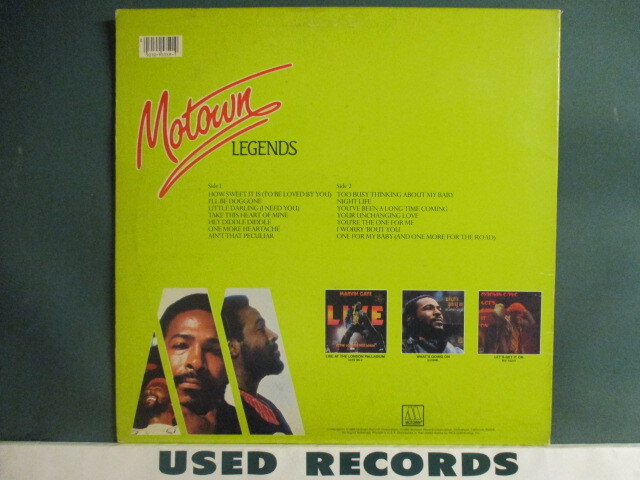 Motown
LEGENDS
Side 1
HOW SWEET IT IS (TO BE LOVED BY YOU)
I'LL BE DOGGONE
LITTLE DARLING (I NEED YOU)
TAKE THIS HEART OF MINE
HEY DIDDLE DIDDLE
ONE MORE HEARTACHE
AIN'T THAT PECULIAR
Side 2
TOO BUSY THINKING ABOUT MY BABY
NIGHT LIFE
YOU'VE BEEN A LONG TIME COMING
YOUR UNCHANGING LOVE
YOU'RE THE ONE FOR ME
I WORRY 'BOUT YOU
ONE FOR MY BABY (AND ONE MORE FOR THE ROAD)
MARVIN GAYE
LIVE
LIVE AT THE LONDON PALLADIUM
WHAT'S GOING ON
LET'S GET IT ON
M
USED RECORDS